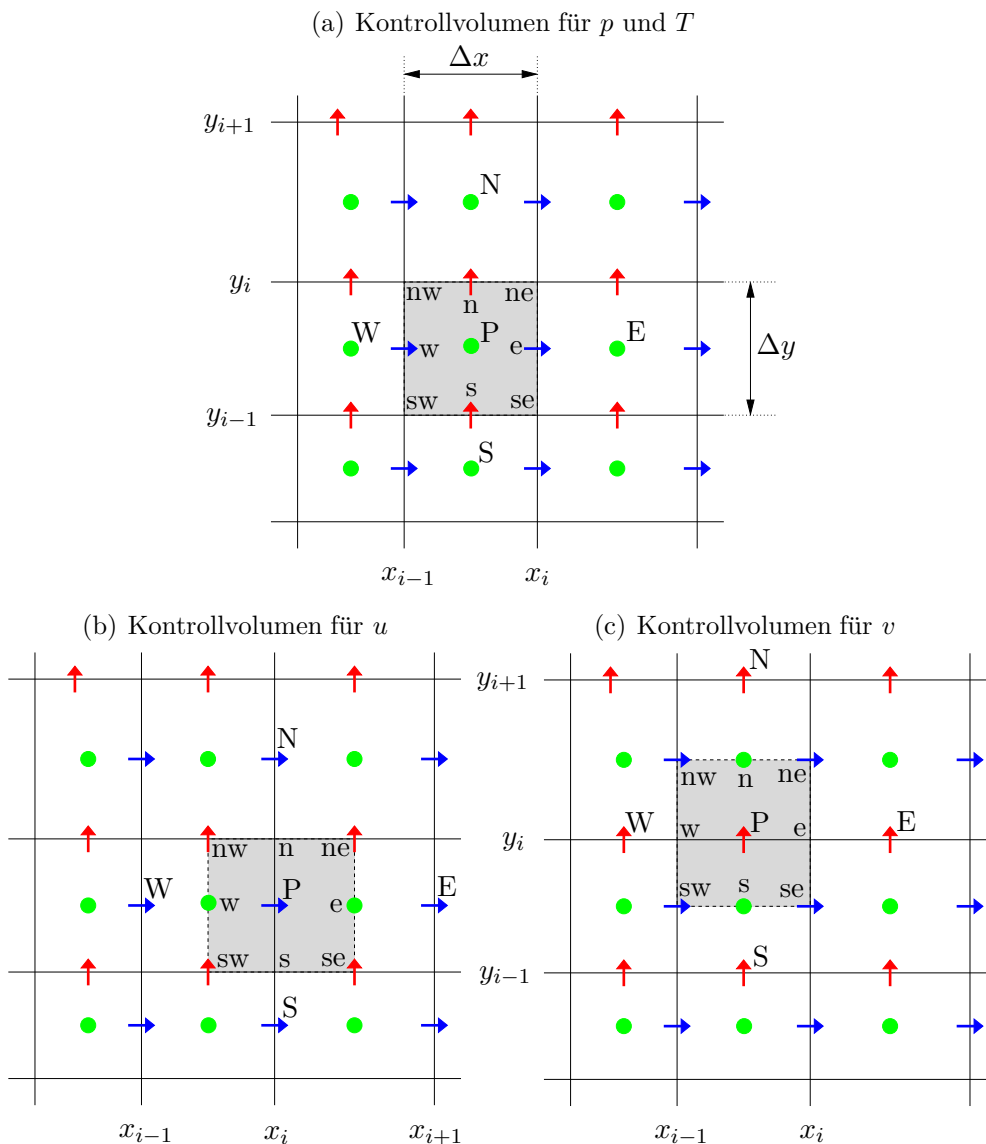 (a) Kontrollvolumen für p und T
Δx
y_{i+1}
N
y_i
nw n ne
W w P e E
Δy
sw s se
y_{i−1}
S
x_{i−1} x_i
(b) Kontrollvolumen für u
N
nw n ne
W w P e E
sw s se
S
x_{i−1} x_i x_{i+1}
(c) Kontrollvolumen für v
y_{i+1}
N
nw n ne
W w P e E
y_i
sw s se
y_{i−1}
S
x_{i−1} x_i